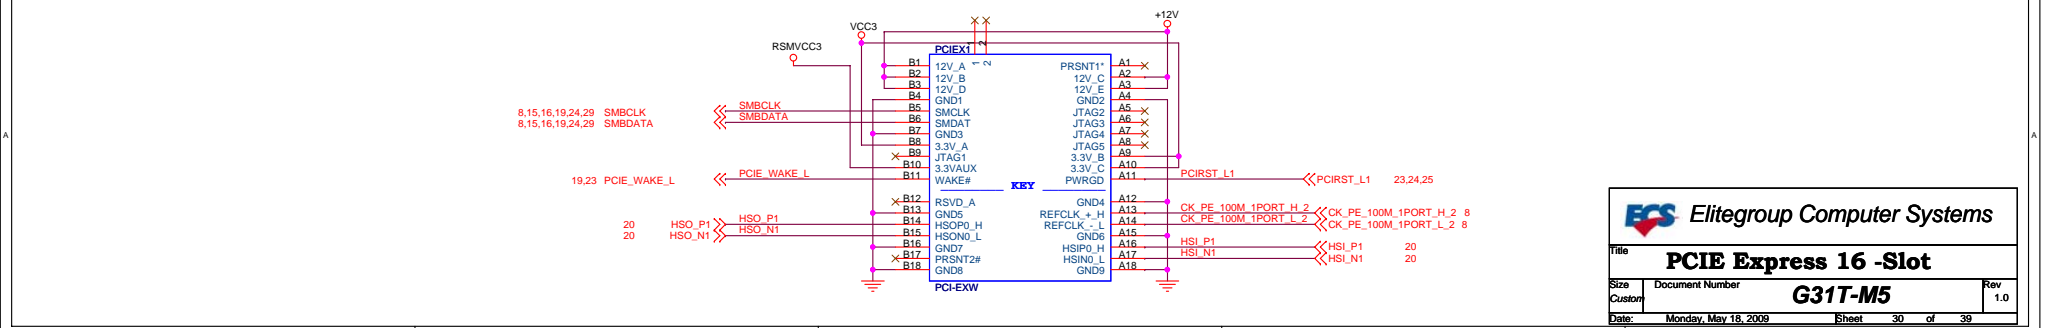 +12V
VCC3
RSMVCC3
PCIEX1
1 2
1 2
B1 12V_A PRSNT1* A1
B2 12V_B 12V_C A2
B3 12V_D 12V_E A3
B4 GND1 GND2 A4
8,15,16,19,24,29 SMBCLK SMBCLK B5 SMCLK JTAG2 A5
8,15,16,19,24,29 SMBDATA SMBDATA B6 SMDAT JTAG3 A6
B7 GND3 JTAG4 A7
B8 3.3V_A JTAG5 A8
B9 JTAG1 3.3V_B A9
B10 3.3VAUX 3.3V_C A10
19,23 PCIE_WAKE_L PCIE_WAKE_L B11 WAKE# PWRGD A11 PCIRST_L1 PCIRST_L1 23,24,25
KEY
B12 RSVD_A GND4 A12
B13 GND5 REFCLK_+_H A13 CK_PE_100M_1PORT_H_2 CK_PE_100M_1PORT_H_2 8
20 HSO_P1 HSO_P1 B14 HSOP0_H REFCLK_-_L A14 CK_PE_100M_1PORT_L_2 CK_PE_100M_1PORT_L_2 8
20 HSO_N1 HSO_N1 B15 HSON0_L GND6 A15
B16 GND7 HSIP0_H A16 HSI_P1 HSI_P1 20
B17 PRSNT2# HSIN0_L A17 HSI_N1 HSI_N1 20
B18 GND8 GND9 A18
PCI-EXW
A
A
ECS Elitegroup Computer Systems
Title
PCIE Express 16 -Slot
Size Document Number Rev
Custom G31T-M5 1.0
Date: Monday, May 18, 2009 Sheet 30 of 39